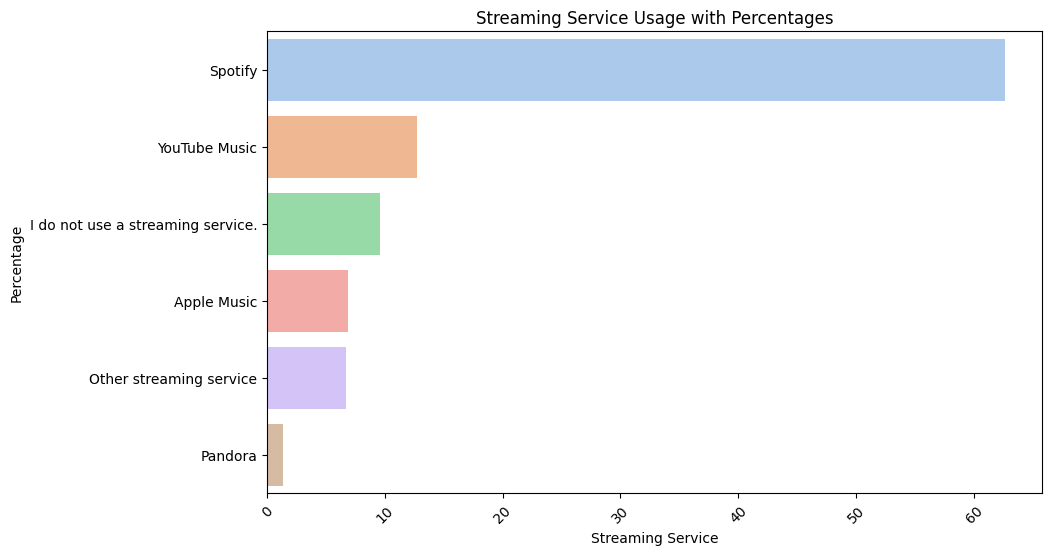 Streaming Service Usage with Percentages
Percentage
Spotify
YouTube Music
I do not use a streaming service.
Apple Music
Other streaming service
Pandora
0
10
20
30
40
50
60
Streaming Service